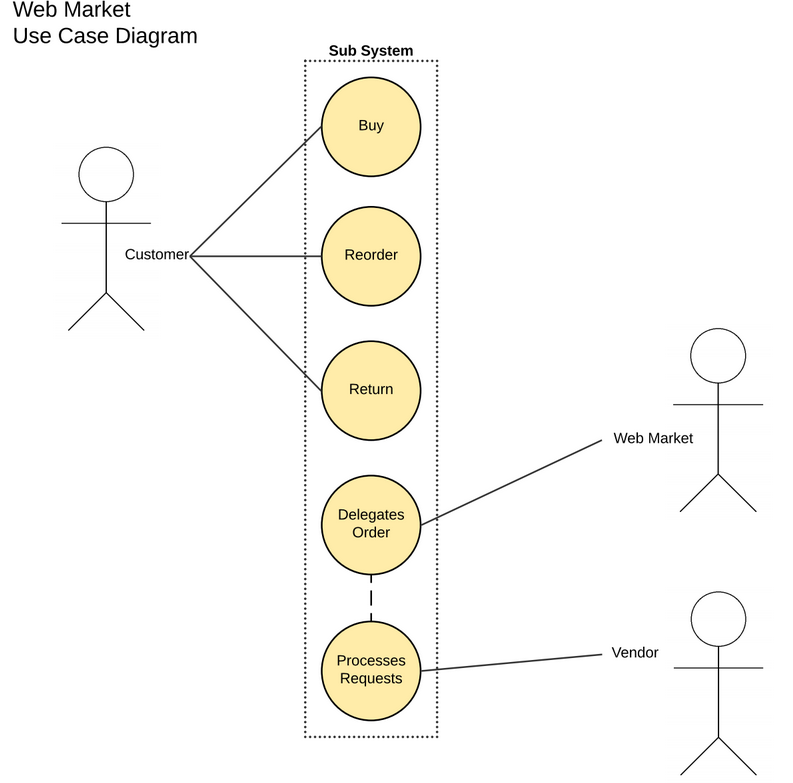 Web Market
Use Case Diagram
Sub System
Buy
Customer
Reorder
Return
Web Market
Delegates
Order
Vendor
Processes
Requests